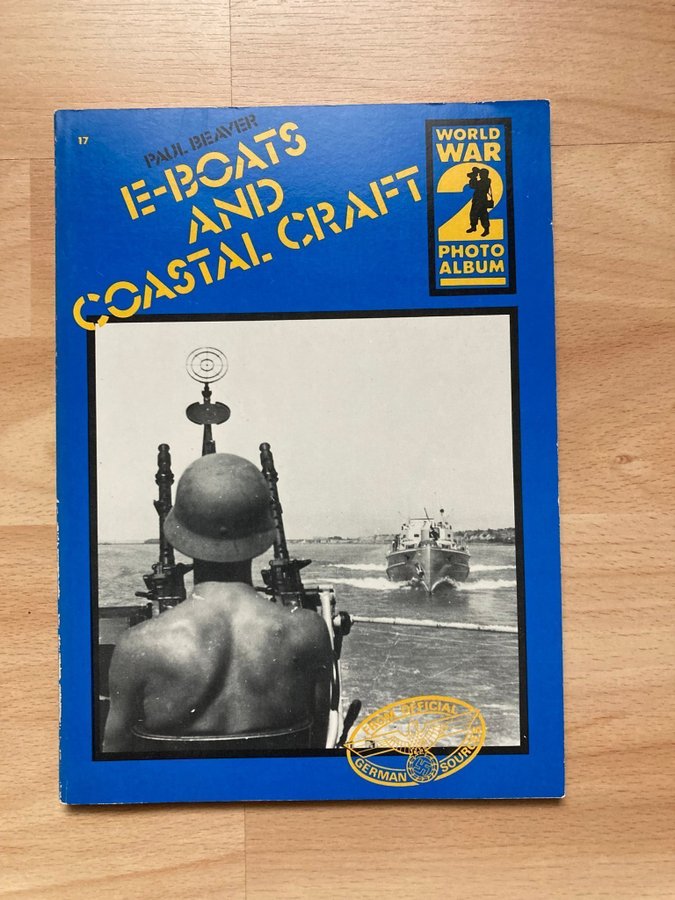 17
PAUL BEAVER
E-BOATS
AND
COASTAL CRAFT
WORLD
WAR
2
PHOTO
ALBUM
FROM OFFICIAL
GERMAN SOURCES